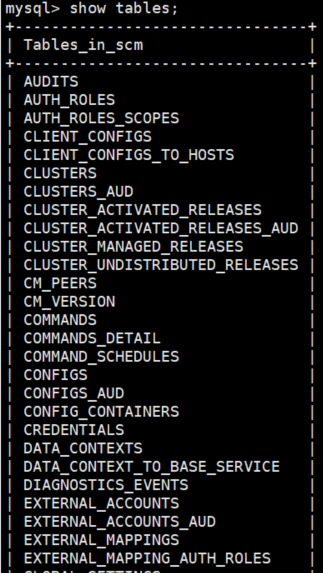 mysql> show tables;
+--------------------------------+
| Tables_in_scm |
+--------------------------------+
| AUDITS |
| AUTH_ROLES |
| AUTH_ROLES_SCOPES |
| CLIENT_CONFIGS |
| CLIENT_CONFIGS_TO_HOSTS |
| CLUSTERS |
| CLUSTERS_AUD |
| CLUSTER_ACTIVATED_RELEASES |
| CLUSTER_ACTIVATED_RELEASES_AUD |
| CLUSTER_MANAGED_RELEASES |
| CLUSTER_UNDISTRIBUTED_RELEASES |
| CM_PEERS |
| CM_VERSION |
| COMMANDS |
| COMMANDS_DETAIL |
| COMMAND_SCHEDULES |
| CONFIGS |
| CONFIGS_AUD |
| CONFIG_CONTAINERS |
| CREDENTIALS |
| DATA_CONTEXTS |
| DATA_CONTEXT_TO_BASE_SERVICE |
| DIAGNOSTICS_EVENTS |
| EXTERNAL_ACCOUNTS |
| EXTERNAL_ACCOUNTS_AUD |
| EXTERNAL_MAPPINGS |
| EXTERNAL_MAPPING_AUTH_ROLES |